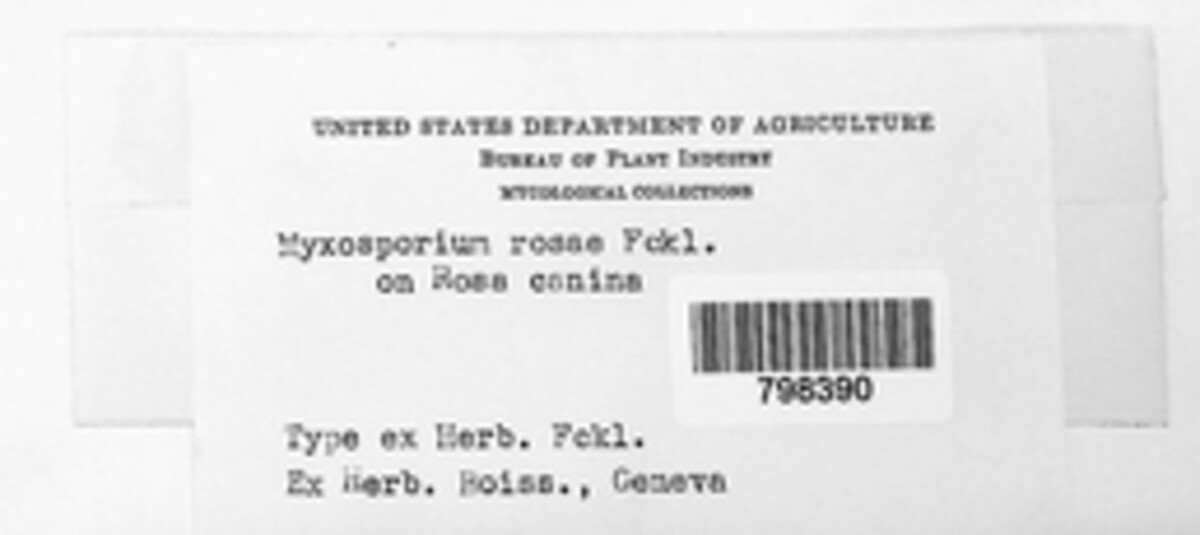 UNITED STATES DEPARTMENT OF AGRICULTURE
BUREAU OF PLANT INDUSTRY
MYCOLOGICAL COLLECTIONS
Myxosporium rosae Fckl.
on Rosa canina
798390
Type ex Herb. Fckl.
Ex Herb. Boiss., Geneva